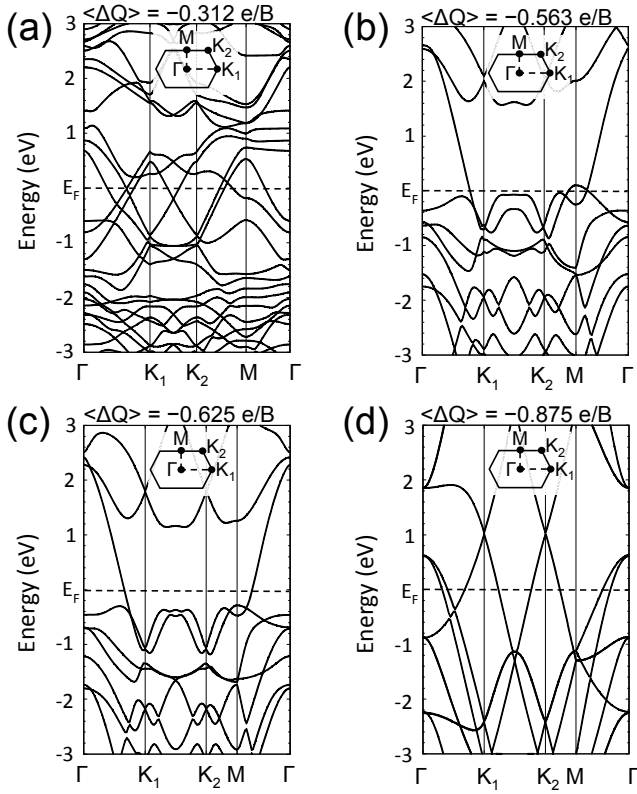 (a) <ΔQ> = −0.312 e/B
3
2
1
E_F
-1
-2
-3
Energy (eV)
M
K₂
Γ
K₁
Γ K₁ K₂ M Γ
(b) <ΔQ> = −0.563 e/B
3
2
1
E_F
-1
-2
-3
Energy (eV)
M
K₂
Γ
K₁
Γ K₁ K₂ M Γ
(c) <ΔQ> = −0.625 e/B
3
2
1
E_F
-1
-2
-3
Energy (eV)
M
K₂
Γ
K₁
Γ K₁ K₂ M Γ
(d) <ΔQ> = −0.875 e/B
3
2
1
E_F
-1
-2
-3
Energy (eV)
M
K₂
Γ
K₁
Γ K₁ K₂ M Γ